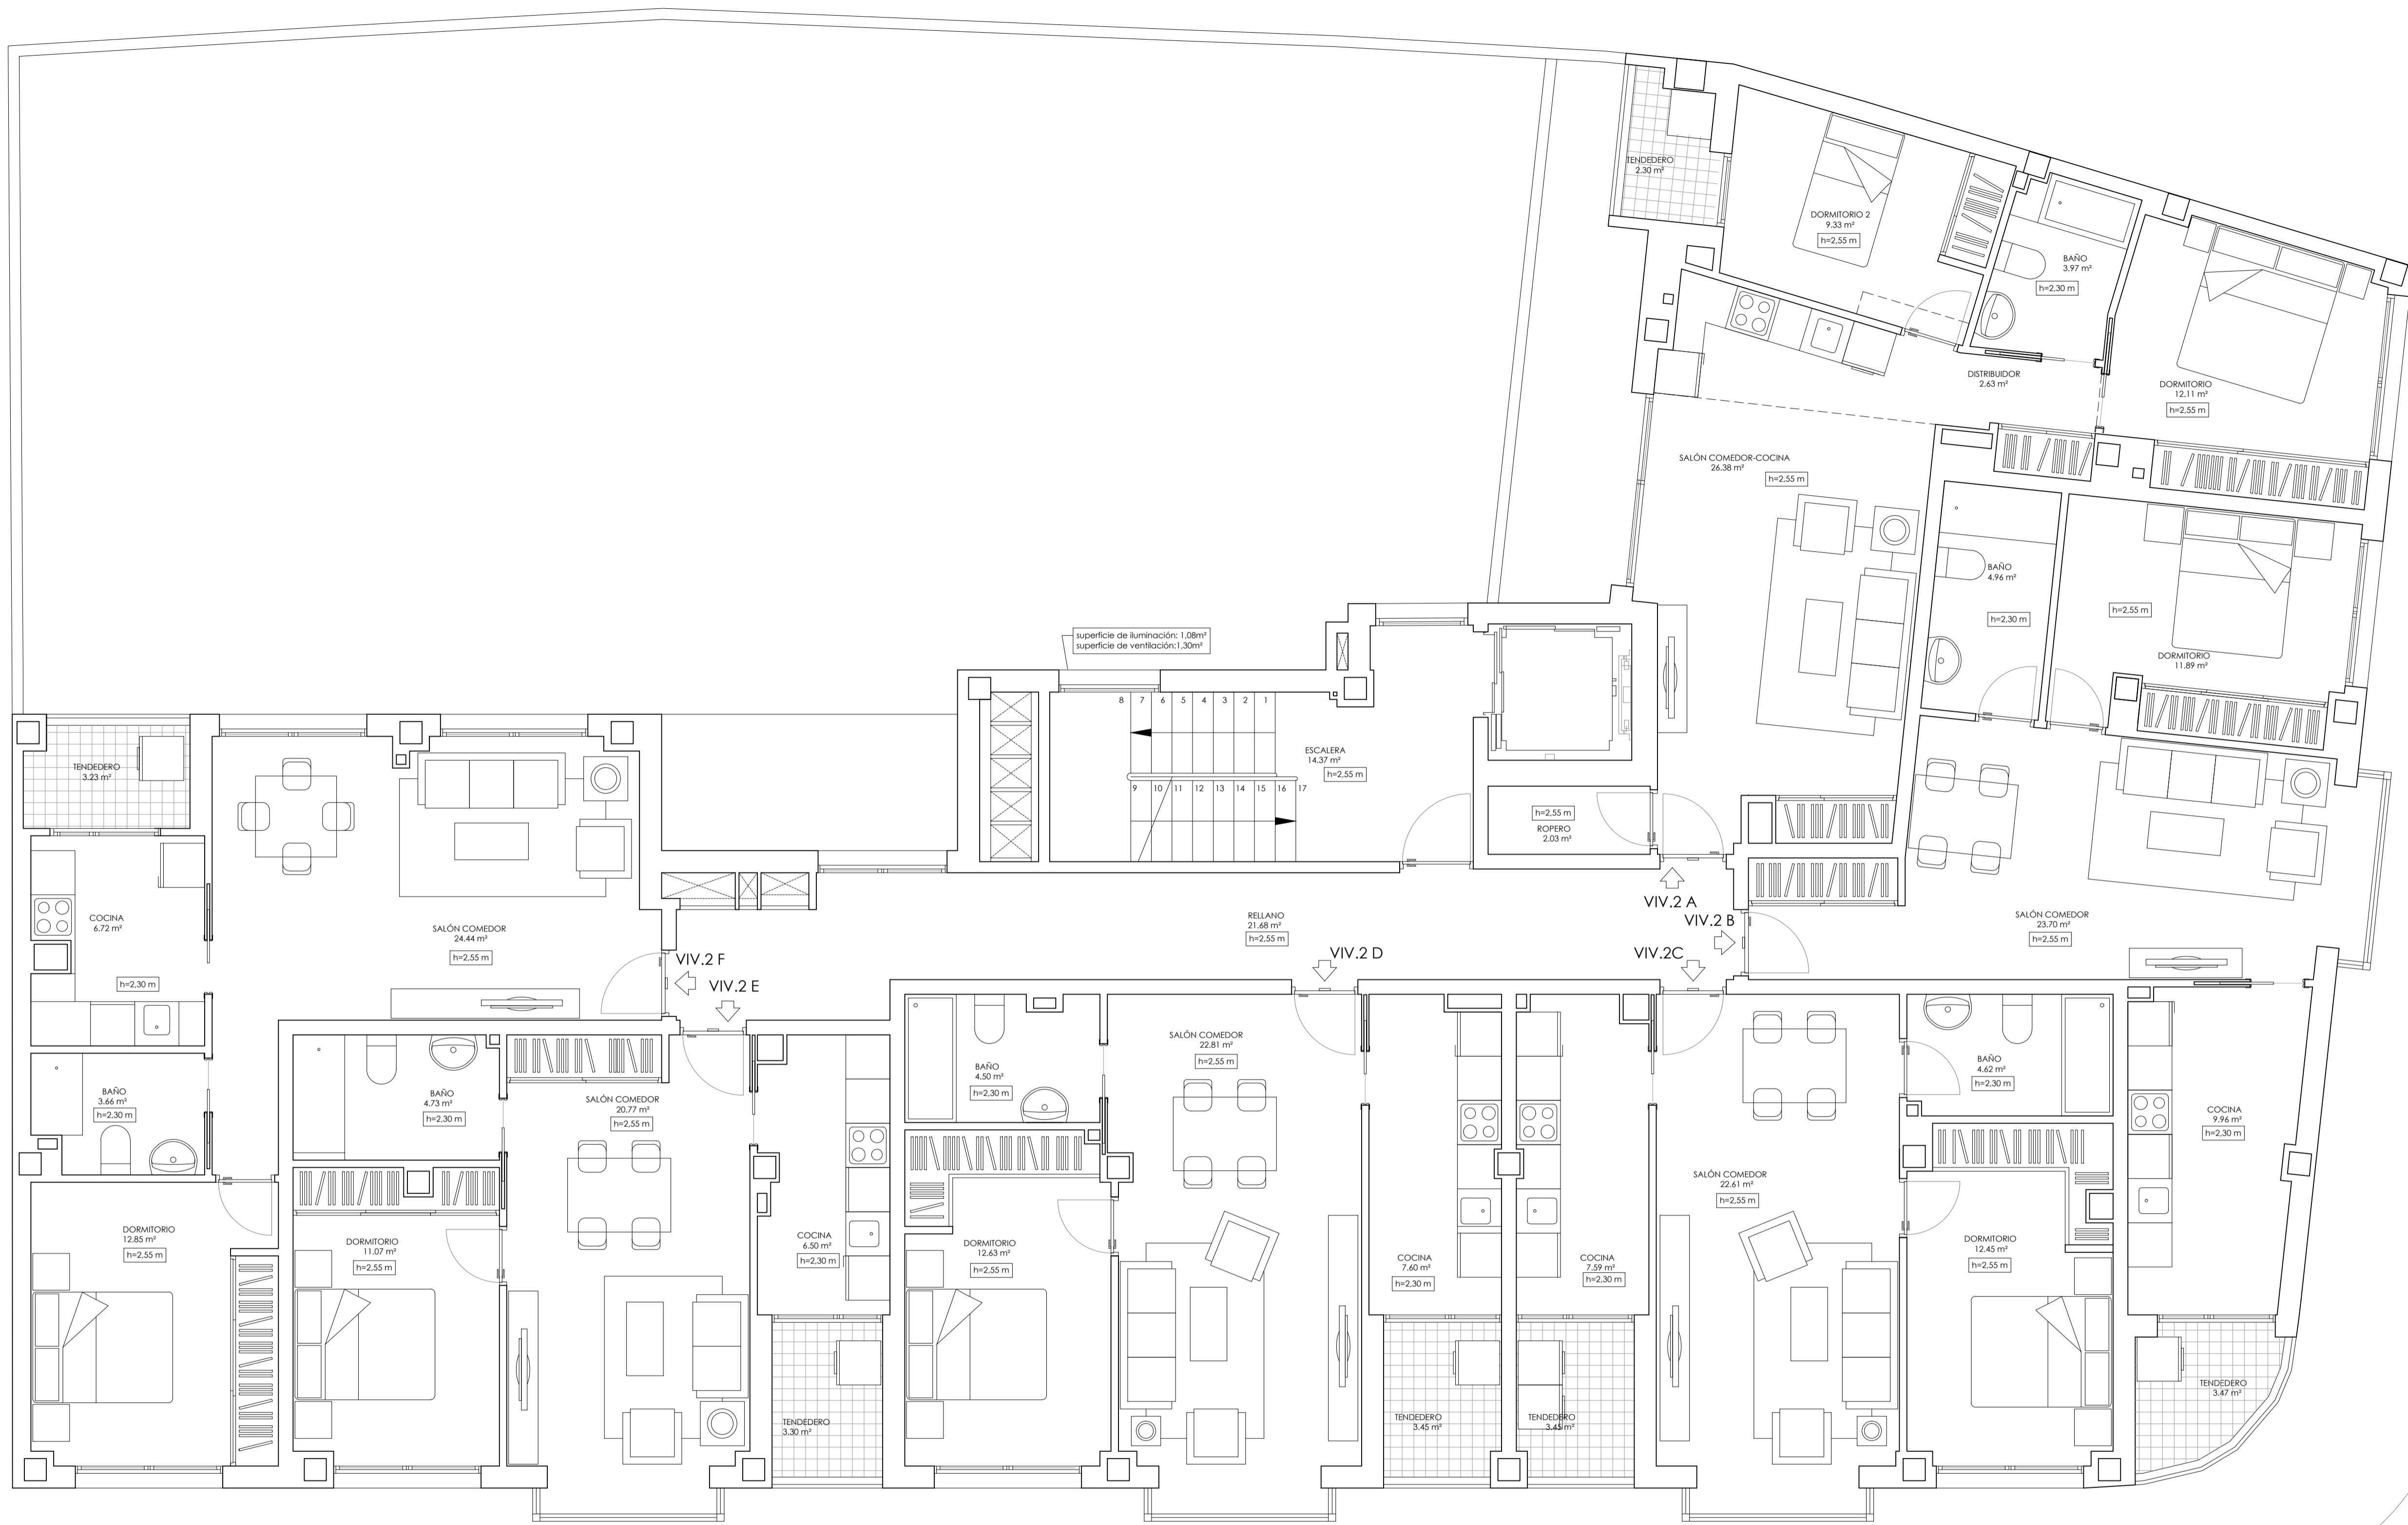 TENDEDERO
2.30 m²
DORMITORIO 2
9.33 m²
h=2,55 m
BAÑO
3.97 m²
h=2,30 m
DISTRIBUIDOR
2.63 m²
DORMITORIO
12.11 m²
h=2,55 m
SALÓN COMEDOR-COCINA
26.38 m²
h=2,55 m
BAÑO
4.96 m²
h=2,30 m
h=2,55 m
DORMITORIO
11.89 m²
superficie de iluminación: 1,08m²
superficie de ventilación:1,30m²
8 7 6 5 4 3 2 1
ESCALERA
14.37 m²
h=2,55 m
9 10 11 12 13 14 15 16 17
h=2,55 m
ROPERO
2.03 m²
TENDEDERO
3.23 m²
COCINA
6.72 m²
h=2,30 m
SALÓN COMEDOR
24.44 m²
h=2,55 m
VIV.2 F
VIV.2 E
RELLANO
21.68 m²
h=2,55 m
VIV.2 D
VIV.2 A
VIV.2 B
VIV.2C
SALÓN COMEDOR
23.70 m²
h=2,55 m
BAÑO
3.66 m²
h=2,30 m
BAÑO
4.73 m²
h=2,30 m
SALÓN COMEDOR
20.77 m²
h=2,55 m
BAÑO
4.50 m²
h=2,30 m
SALÓN COMEDOR
22.81 m²
h=2,55 m
BAÑO
4.62 m²
h=2,30 m
COCINA
9.96 m²
h=2,30 m
SALÓN COMEDOR
22.61 m²
h=2,55 m
DORMITORIO
12.85 m²
h=2,55 m
DORMITORIO
11.07 m²
h=2,55 m
COCINA
6.50 m²
h=2,30 m
DORMITORIO
12.63 m²
h=2,55 m
COCINA
7.60 m²
h=2,30 m
COCINA
7.59 m²
h=2,30 m
DORMITORIO
12.45 m²
h=2,55 m
TENDEDERO
3.30 m²
TENDEDERO
3.45 m²
TENDEDERO
3.45 m²
TENDEDERO
3.47 m²